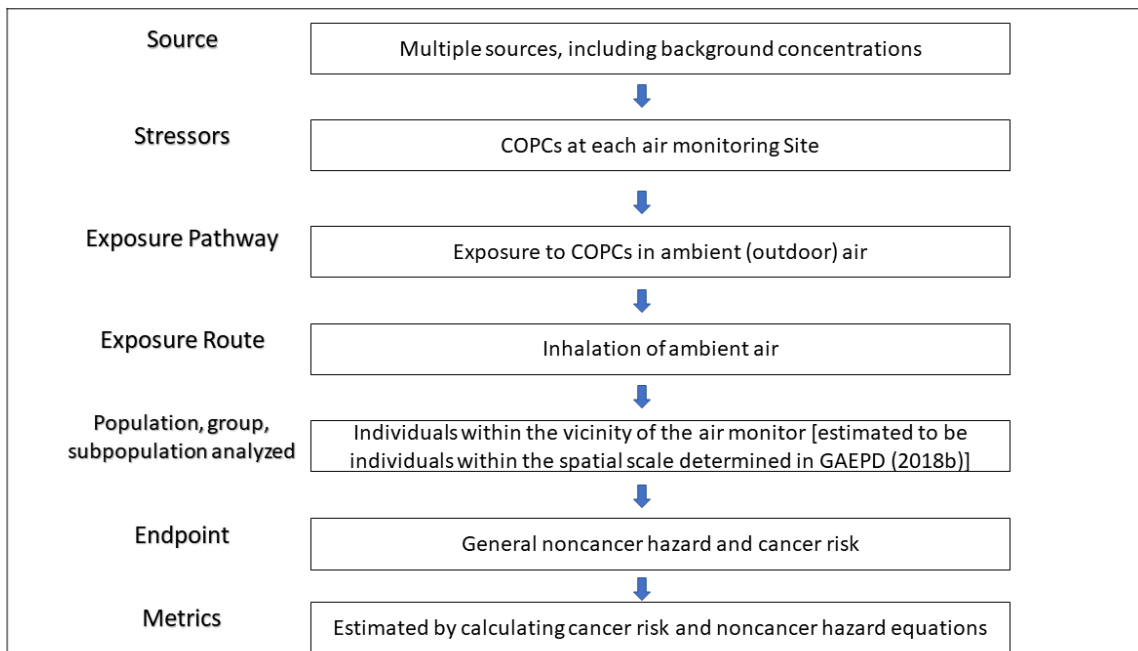 Source
Multiple sources, including background concentrations
Stressors
COPCs at each air monitoring Site
Exposure Pathway
Exposure to COPCs in ambient (outdoor) air
Exposure Route
Inhalation of ambient air
Population, group,
subpopulation analyzed
Individuals within the vicinity of the air monitor [estimated to be
individuals within the spatial scale determined in GAEPD (2018b)]
Endpoint
General noncancer hazard and cancer risk
Metrics
Estimated by calculating cancer risk and noncancer hazard equations